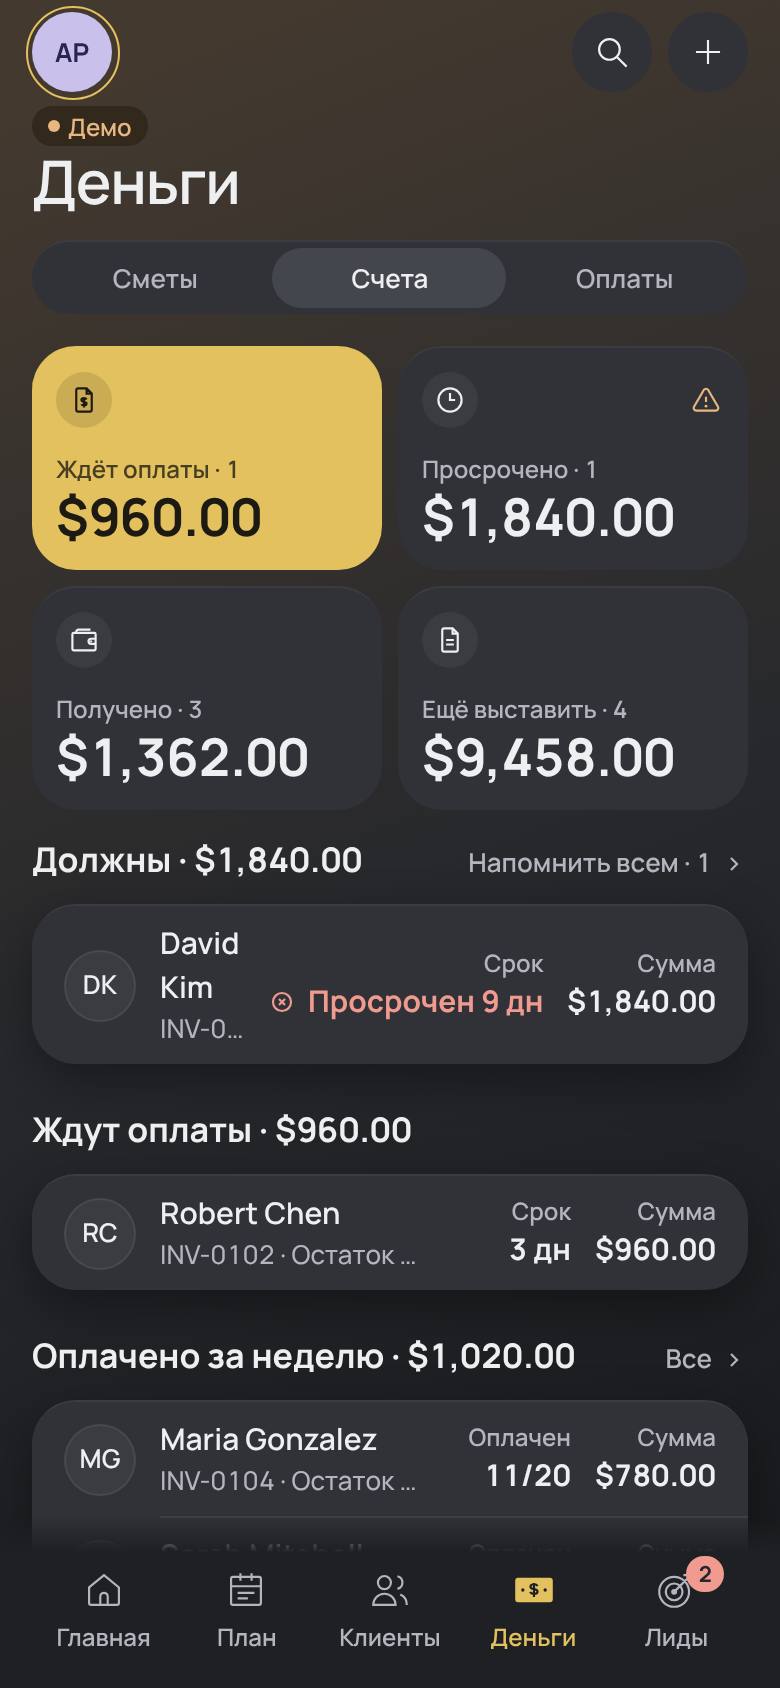 AP
Демо
Деньги
Сметы Счета Оплаты
Ждёт оплаты · 1
$960.00
Просрочено · 1
$1,840.00
Получено · 3
$1,362.00
Ещё выставить · 4
$9,458.00
Должны · $1,840.00 Напомнить всем · 1
DK
David
Kim
INV-0...
Срок
Просрочен 9 дн
Сумма
$1,840.00
Ждут оплаты · $960.00
RC
Robert Chen
INV-0102 · Остаток ...
Срок
3 дн
Сумма
$960.00
Оплачено за неделю · $1,020.00 Все
MG
Maria Gonzalez
INV-0104 · Остаток ...
Оплачен
11/20
Сумма
$780.00
Главная План Клиенты Деньги Лиды
2